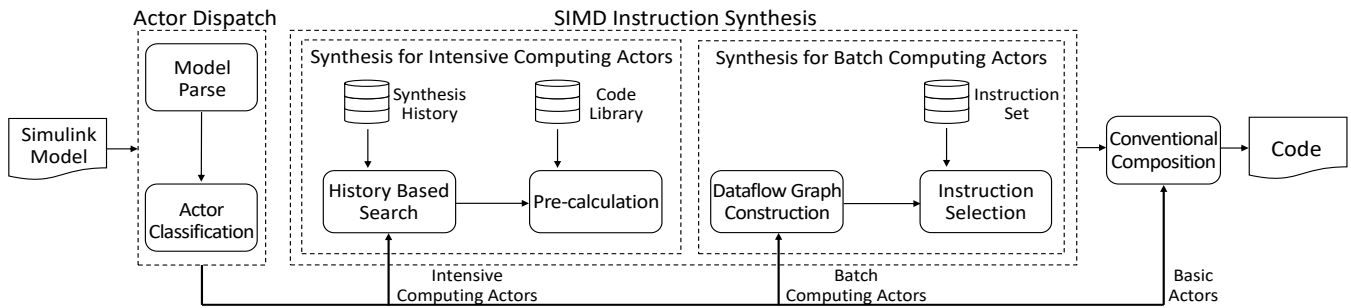 Actor Dispatch
SIMD Instruction Synthesis
Model
Parse
Synthesis for Intensive Computing Actors
Synthesis for Batch Computing Actors
Synthesis
History
Code
Library
Instruction
Set
Simulink
Model
Conventional
Composition
Code
Actor
Classification
History Based
Search
Pre-calculation
Dataflow Graph
Construction
Instruction
Selection
Intensive
Computing Actors
Batch
Computing Actors
Basic
Actors